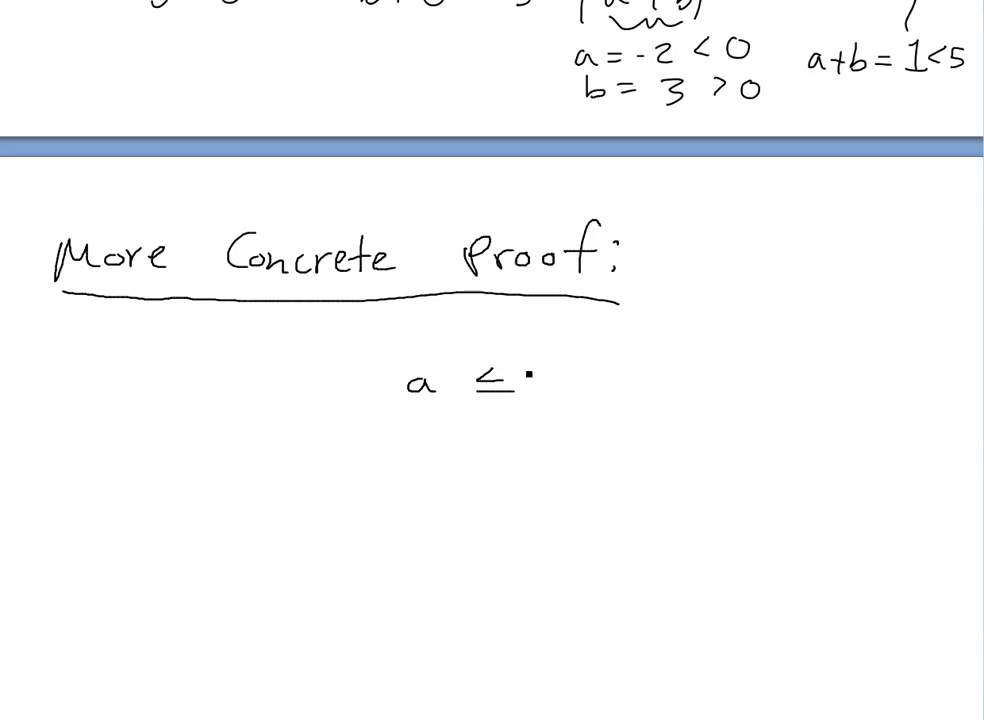 a = -2 < 0
a+b = 1<5
b = 3 > 0
More Concrete Proof:
a ≤